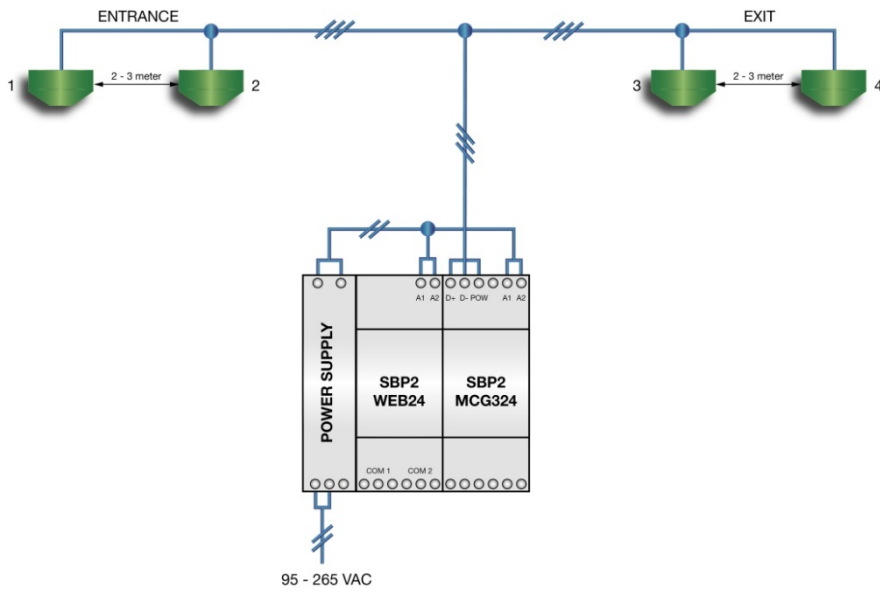 ENTRANCE
EXIT
1
2 - 3 meter
2
3
2 - 3 meter
4
A1 A2
D+ D- POW
A1 A2
POWER SUPPLY
SBP2
WEB24
SBP2
MCG324
COM 1
COM 2
95 - 265 VAC